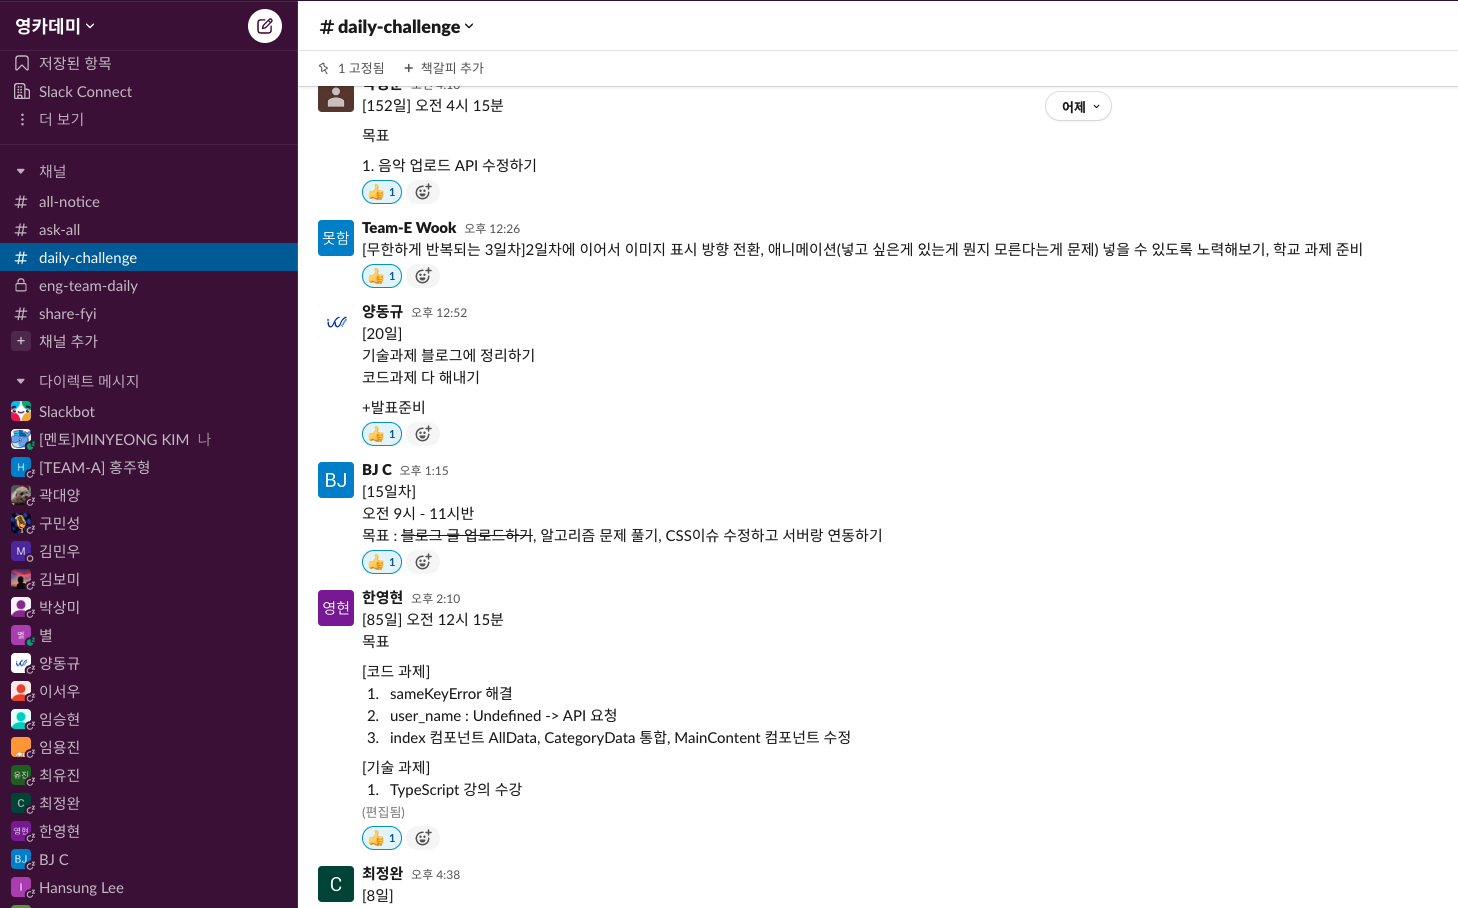 영카데미
저장된 항목
Slack Connect
더 보기
채널
# all-notice
# ask-all
# daily-challenge
eng-team-daily
# share-fyi
+ 채널 추가
다이렉트 메시지
Slackbot
[멘토]MINYEONG KIM 나
H [TEAM-A] 홍주형
곽대양
구민성
M 김민우
김보미
박상미
별 별
양동규
이서우
임승현
임용진
유진 최유진
C 최정완
영현 한영현
BJ BJ C
I Hansung Lee
# daily-challenge
1 고정됨 + 책갈피 추가
어제
[152일] 오전 4시 15분
목표
1. 음악 업로드 API 수정하기
1
못함
Team-E Wook 오후 12:26
[무한하게 반복되는 3일차]2일차에 이어서 이미지 표시 방향 전환, 애니메이션(넣고 싶은게 있는게 뭔지 모른다는게 문제) 넣을 수 있도록 노력해보기, 학교 과제 준비
1
양동규 오후 12:52
[20일]
기술과제 블로그에 정리하기
코드과제 다 해내기
+발표준비
1
BJ
BJ C 오후 1:15
[15일차]
오전 9시 - 11시반
목표 : 블로그 글 업로드하기, 알고리즘 문제 풀기, CSS이슈 수정하고 서버랑 연동하기
1
영현
한영현 오후 2:10
[85일] 오전 12시 15분
목표
[코드 과제]
1. sameKeyError 해결
2. user_name : Undefined -> API 요청
3. index 컴포넌트 AllData, CategoryData 통합, MainContent 컴포넌트 수정
[기술 과제]
1. TypeScript 강의 수강
(편집됨)
1
C
최정완 오후 4:38
[8일]